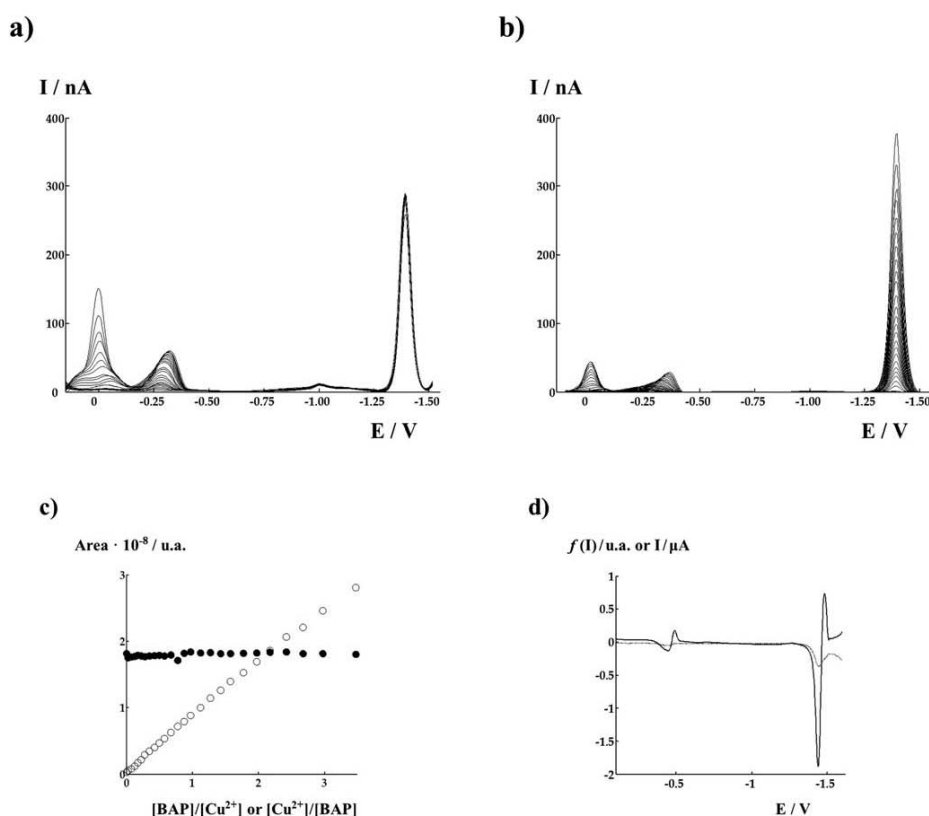 a)
I / nA
400
300
200
100
0
0 -0.25 -0.50 -0.75 -1.00 -1.25 -1.50
E / V
b)
I / nA
400
300
200
100
0
0 -0.25 -0.50 -0.75 -1.00 -1.25 -1.50
E / V
c)
Area · 10⁻⁸ / u.a.
3
2
1
0
0 1 2 3
[BAP]/[Cu²⁺] or [Cu²⁺]/[BAP]
d)
f (I) / u.a. or I / μA
1
0.5
0
-0.5
-1
-1.5
-2
-0.5 -1 -1.5
E / V